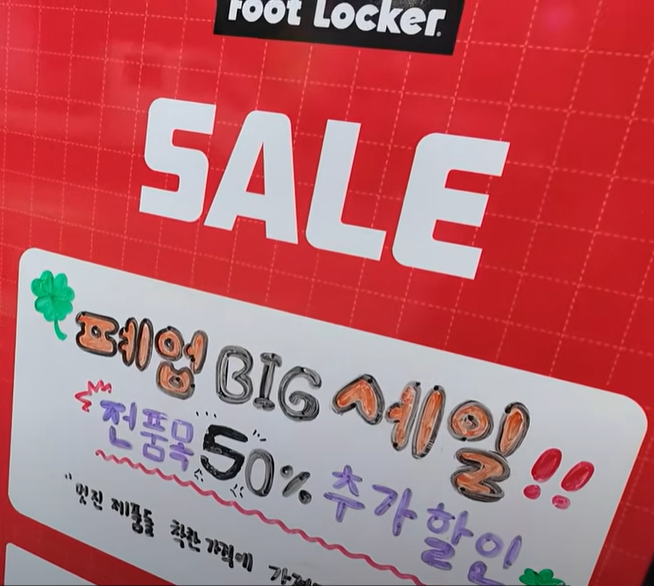 Foot Locker
SALE
폐업 BIG 세일!!
전품목 50% 추가할인
"멋진 제품들 착한 가격에